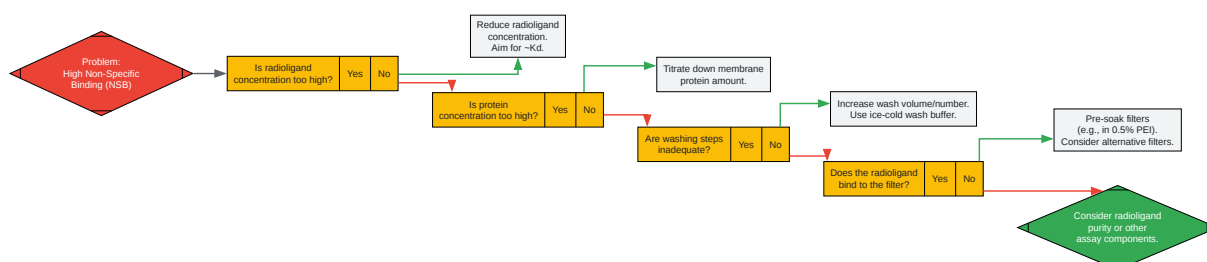 Problem:
High Non-Specific
Binding (NSB)
Is radioligand
concentration too high?
Yes
No
Reduce radioligand
concentration.
Aim for ~Kd.
Is protein
concentration too high?
Yes
No
Titrate down membrane
protein amount.
Are washing steps
inadequate?
Yes
No
Increase wash volume/number.
Use ice-cold wash buffer.
Does the radioligand
bind to the filter?
Yes
No
Pre-soak filters
(e.g., in 0.5% PEI).
Consider alternative filters.
Consider radioligand
purity or other
assay components.